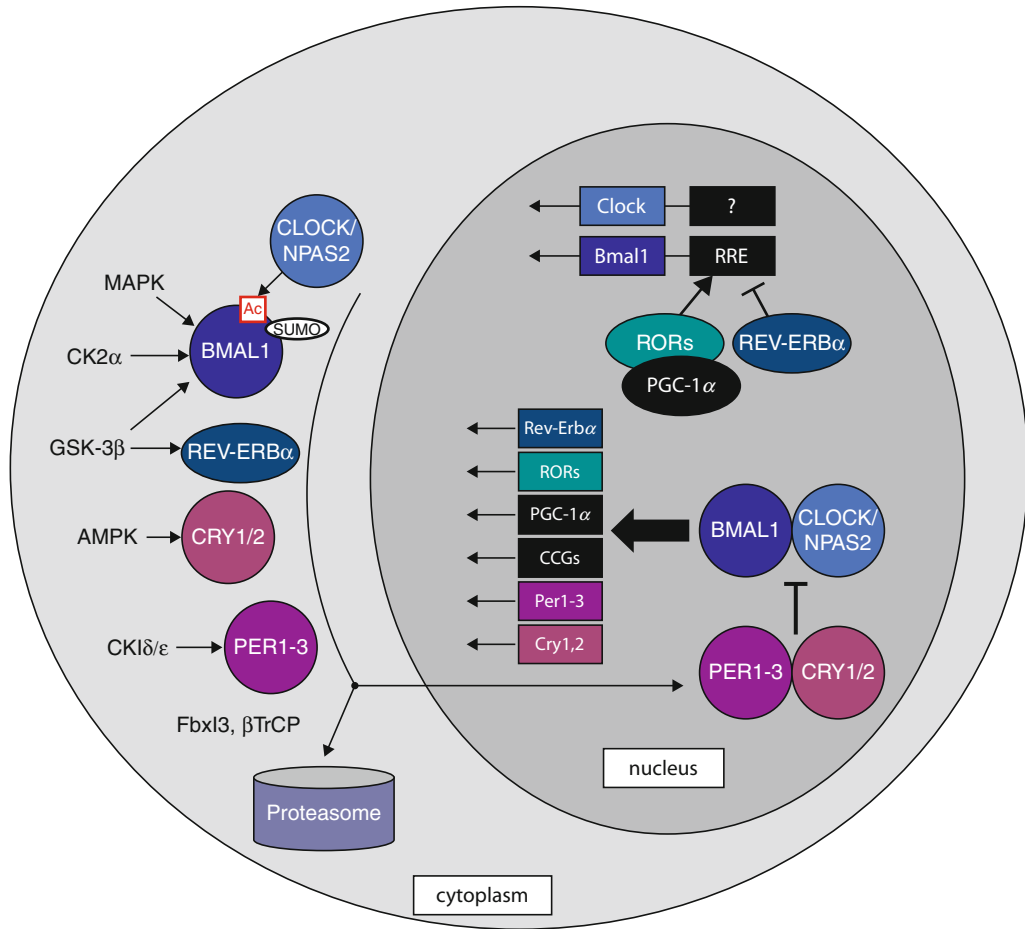 CLOCK/
NPAS2
MAPK
Ac
SUMO
CK2α
BMAL1
GSK-3β
REV-ERBα
AMPK
CRY1/2
CKIδ/ε
PER1-3
Fbxl3, βTrCP
Proteasome
cytoplasm
Clock
?
Bmal1
RRE
RORs
REV-ERBα
PGC-1α
Rev-Erbα
RORs
PGC-1α
CCGs
Per1-3
Cry1,2
BMAL1
CLOCK/
NPAS2
PER1-3
CRY1/2
nucleus